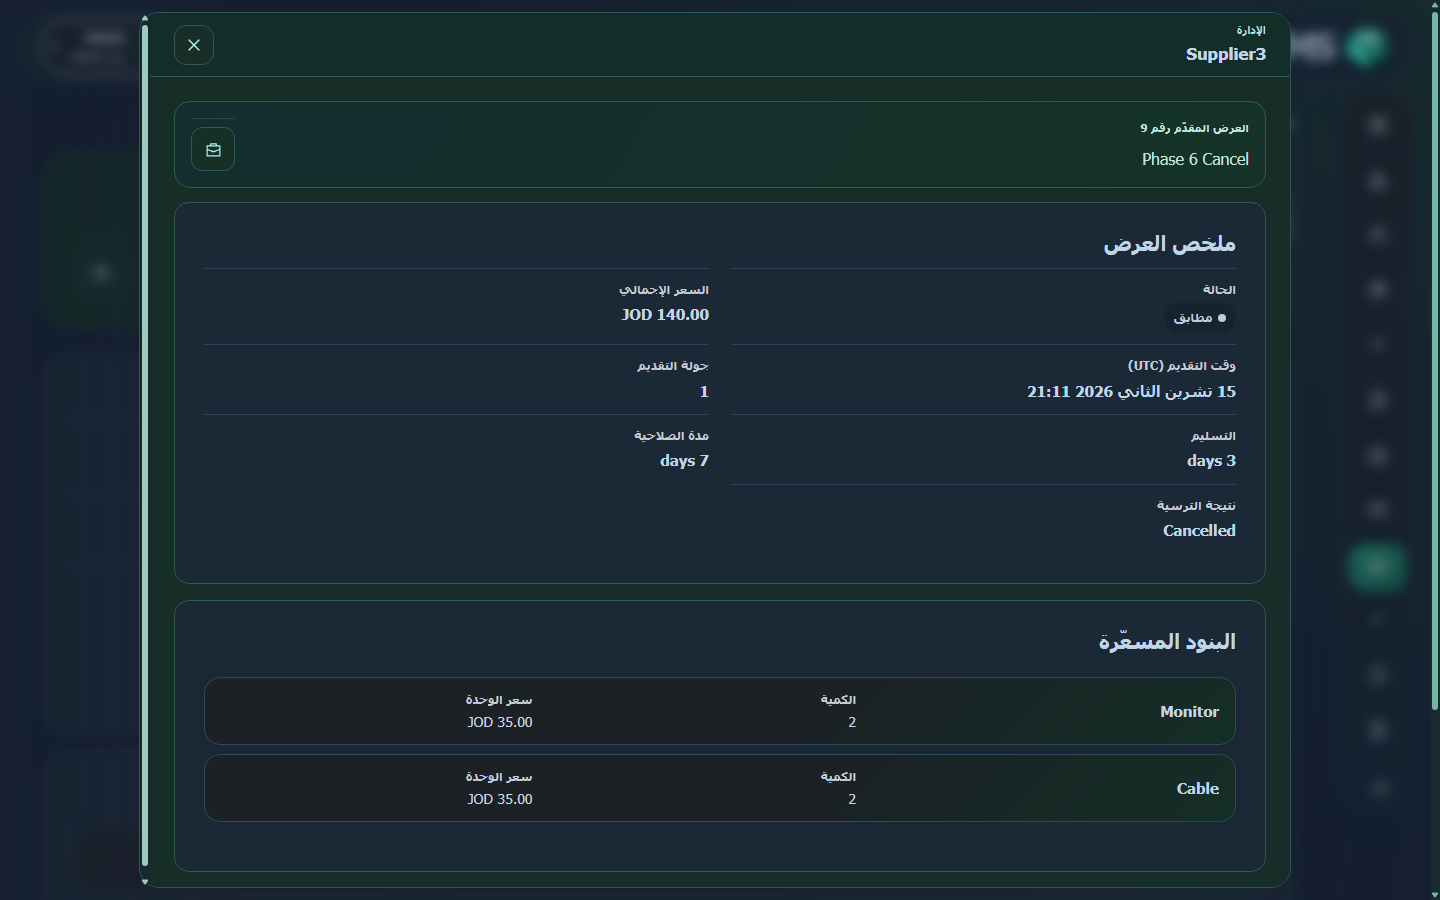 الإدارة
Supplier3
العرض المقدّم رقم 9
Phase 6 Cancel
ملخص العرض
الحالة
مطابق
السعر الإجمالي
JOD 140.00
وقت التقديم (UTC)
15 تشرين الثاني 2026 21:11
جولة التقديم
1
التسليم
3 days
مدة الصلاحية
7 days
نتيجة الترسية
Cancelled
البنود المسعّرة
Monitor
الكمية
2
سعر الوحدة
JOD 35.00
Cable
الكمية
2
سعر الوحدة
JOD 35.00